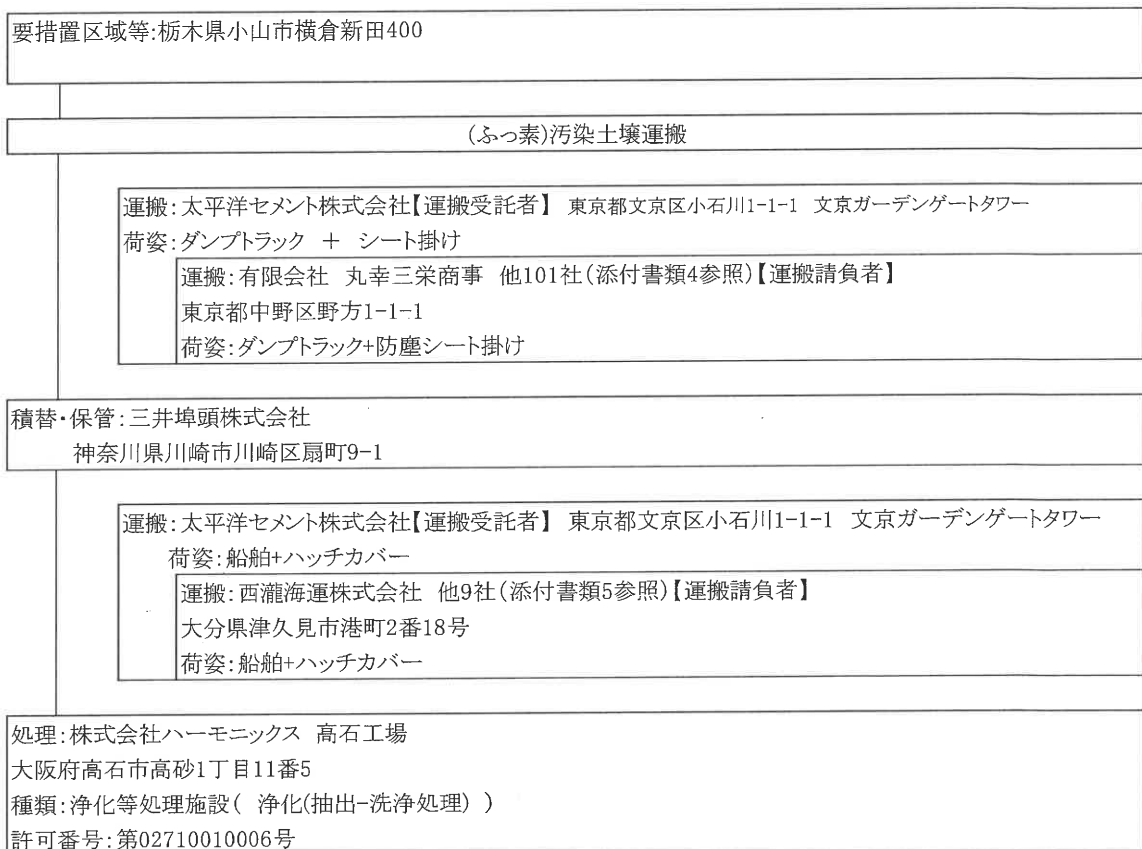 要措置区域等:栃木県小山市横倉新田400
(ふっ素)汚染土壌運搬
運搬:太平洋セメント株式会社【運搬受託者】 東京都文京区小石川1-1-1 文京ガーデンゲートタワー
荷姿:ダンプトラック + シート掛け
運搬:有限会社 丸幸三栄商事 他101社(添付書類4参照)【運搬請負者】
東京都中野区野方1-1-1
荷姿:ダンプトラック+防塵シート掛け
積替・保管:三井埠頭株式会社
神奈川県川崎市川崎区扇町9-1
運搬:太平洋セメント株式会社【運搬受託者】 東京都文京区小石川1-1-1 文京ガーデンゲートタワー
荷姿:船舶+ハッチカバー
運搬:西瀧海運株式会社 他9社(添付書類5参照)【運搬請負者】
大分県津久見市港町2番18号
荷姿:船舶+ハッチカバー
処理:株式会社ハーモニックス 高石工場
大阪府高石市高砂1丁目11番5
種類:浄化等処理施設( 浄化(抽出-洗浄処理) )
許可番号:第02710010006号